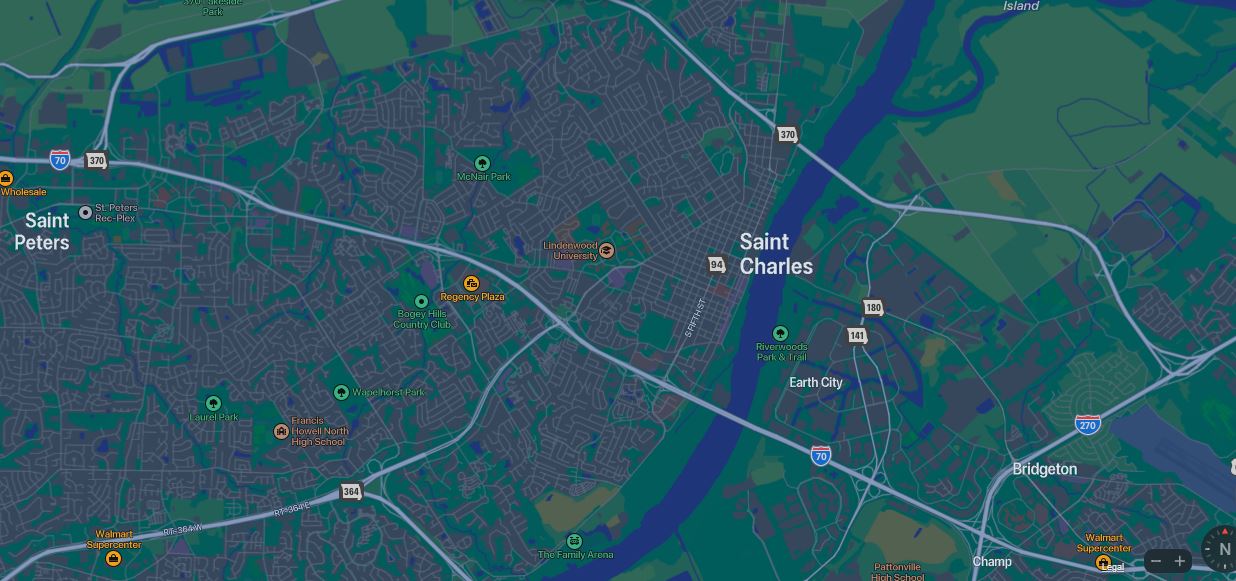 370 Lakeside
Park
Island
370
70
370
McNair Park
Wholesale
St. Peters
Rec-Plex
Saint
Peters
Lindenwood
University
94
Saint
Charles
Regency Plaza
Bogey Hills
Country Club
S FIFTH ST
180
141
Riverwoods
Park & Trail
Earth City
Wapelhorst Park
Laurel Park
Francis
Howell North
High School
270
70
Bridgeton
364
RT-364 E
RT-364 W
Walmart
Supercenter
The Family Arena
Walmart
Supercenter
Champ
Pattonville
High School
Legal
N